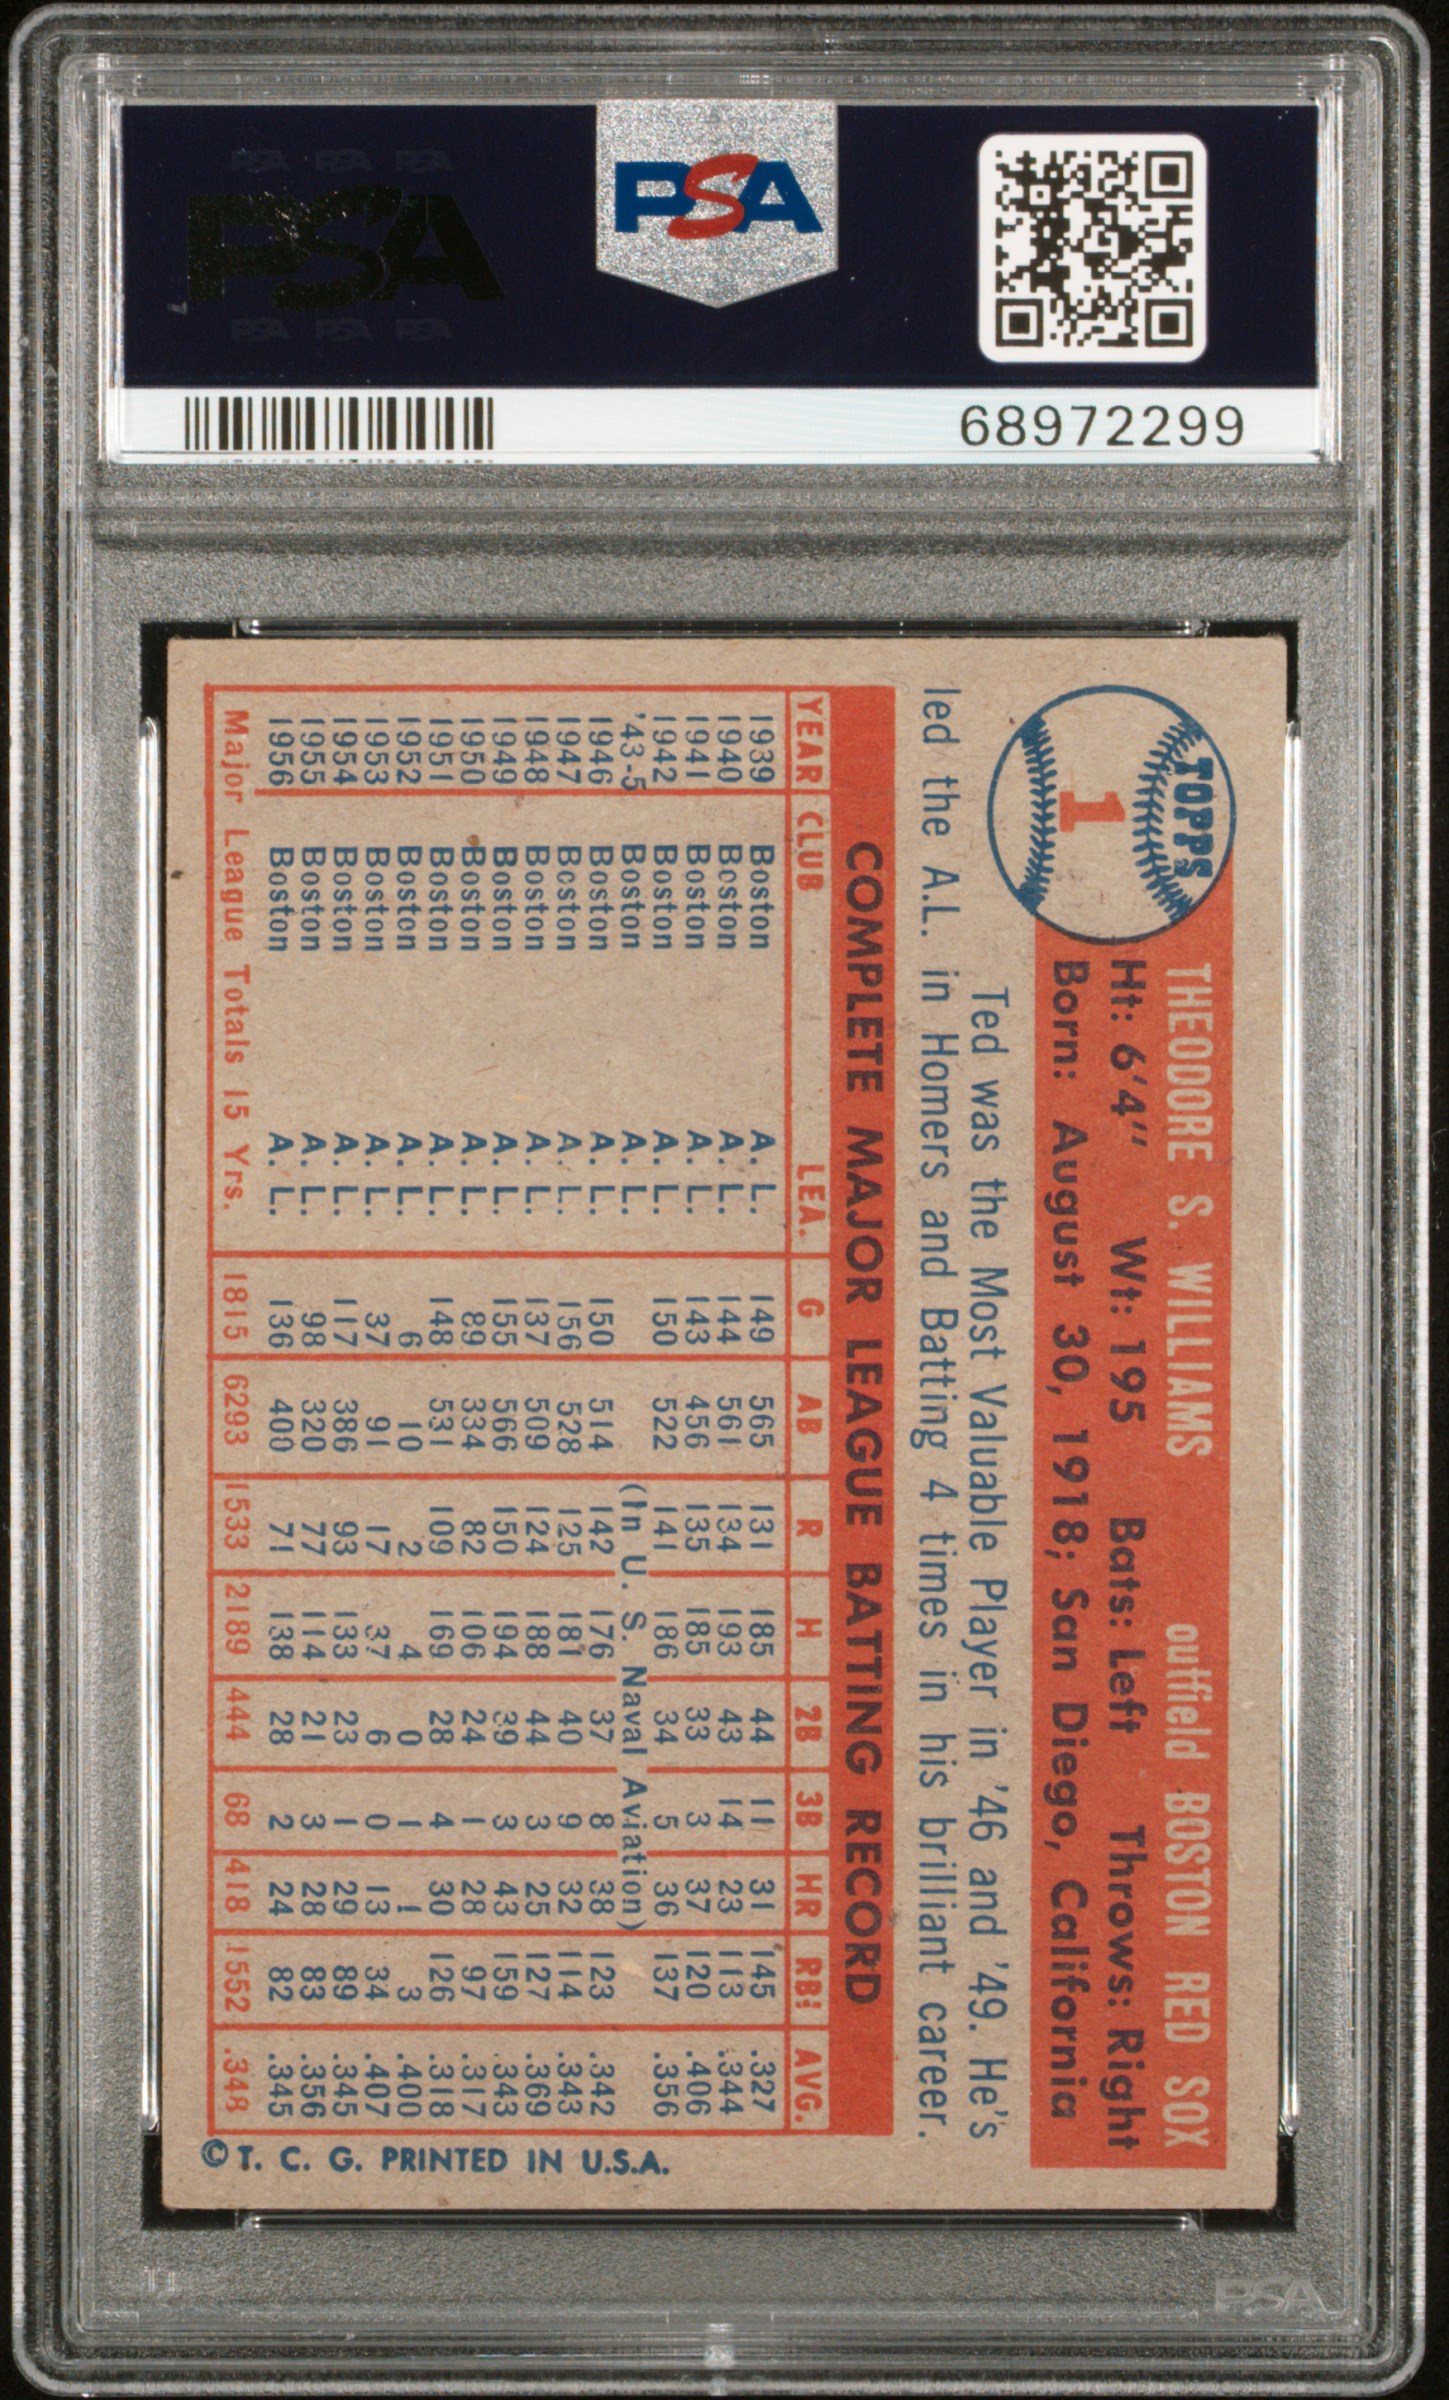 PSA PSA PSA
PSA
PSA PSA PSA
PSA
68972299
TOPPS
1
THEODORE S. WILLIAMS outfield BOSTON RED SOX
Ht: 6'4" Wt: 195 Bats: Left Throws: Right
Born: August 30, 1918; San Diego, California
Ted was the Most Valuable Player in '46 and '49. He's
led the A.L. in Homers and Batting 4 times in his brilliant career.
COMPLETE MAJOR LEAGUE BATTING RECORD
YEAR CLUB LEA. G AB R H 2B 3B HR RBI AVG.
1939 Boston A. L. 149 565 131 185 44 11 31 145 .327
1940 Boston A. L. 144 561 134 193 43 14 23 113 .344
1941 Boston A. L. 143 456 135 185 33 3 37 120 .406
1942 Boston A. L. 150 522 141 186 34 5 36 137 .356
'43-5 Boston A. L. (In U. S. Naval Aviation)
1946 Boston A. L. 150 514 142 176 37 8 38 123 .342
1947 Boston A. L. 156 528 125 181 40 9 32 114 .343
1948 Boston A. L. 137 509 124 188 44 3 25 127 .369
1949 Boston A. L. 155 566 150 194 39 3 43 159 .343
1950 Boston A. L. 89 334 82 106 24 1 28 97 .317
1951 Boston A. L. 148 531 109 169 28 4 30 126 .318
1952 Boston A. L. 6 10 2 4 0 1 1 3 .400
1953 Boston A. L. 37 91 17 37 6 0 13 34 .407
1954 Boston A. L. 117 386 93 133 23 1 29 89 .345
1955 Boston A. L. 98 320 77 114 21 3 28 83 .356
1956 Boston A. L. 136 400 71 138 28 2 24 82 .345
Major League Totals 15 Yrs. 1815 6293 1533 2189 444 68 418 1552 .348
© T. C. G. PRINTED IN U.S.A.
PSA